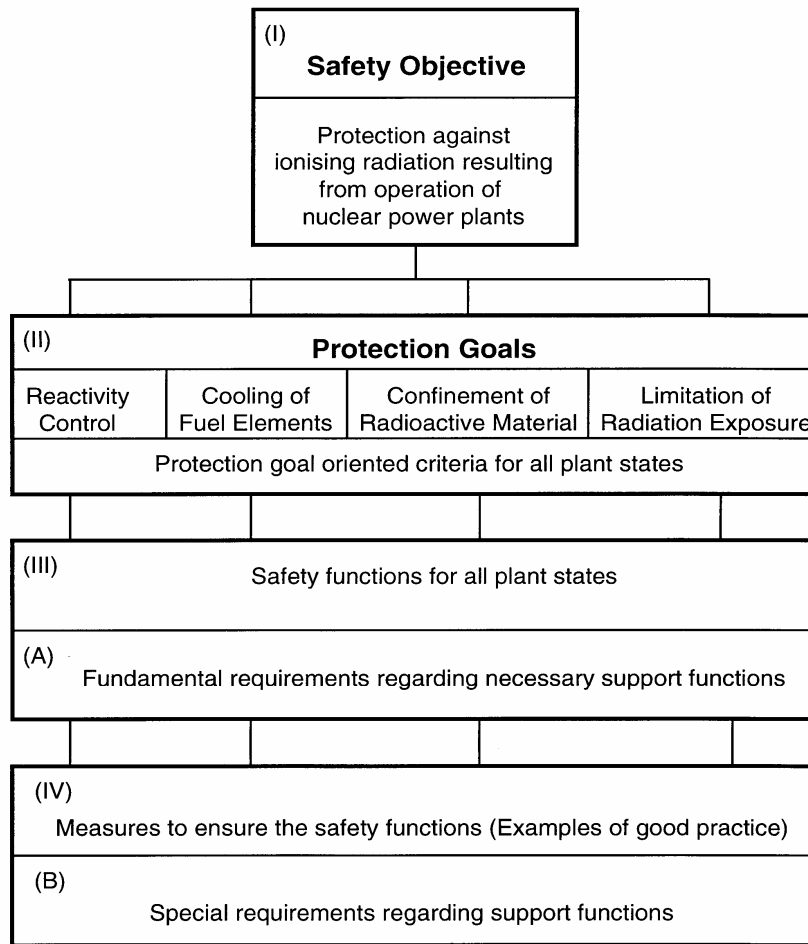 (I)
Safety Objective
Protection against
ionising radiation resulting
from operation of
nuclear power plants
(II)
Protection Goals
Reactivity
Control
Cooling of
Fuel Elements
Confinement of
Radioactive Material
Limitation of
Radiation Exposure
Protection goal oriented criteria for all plant states
(III)
Safety functions for all plant states
(A)
Fundamental requirements regarding necessary support functions
(IV)
Measures to ensure the safety functions (Examples of good practice)
(B)
Special requirements regarding support functions